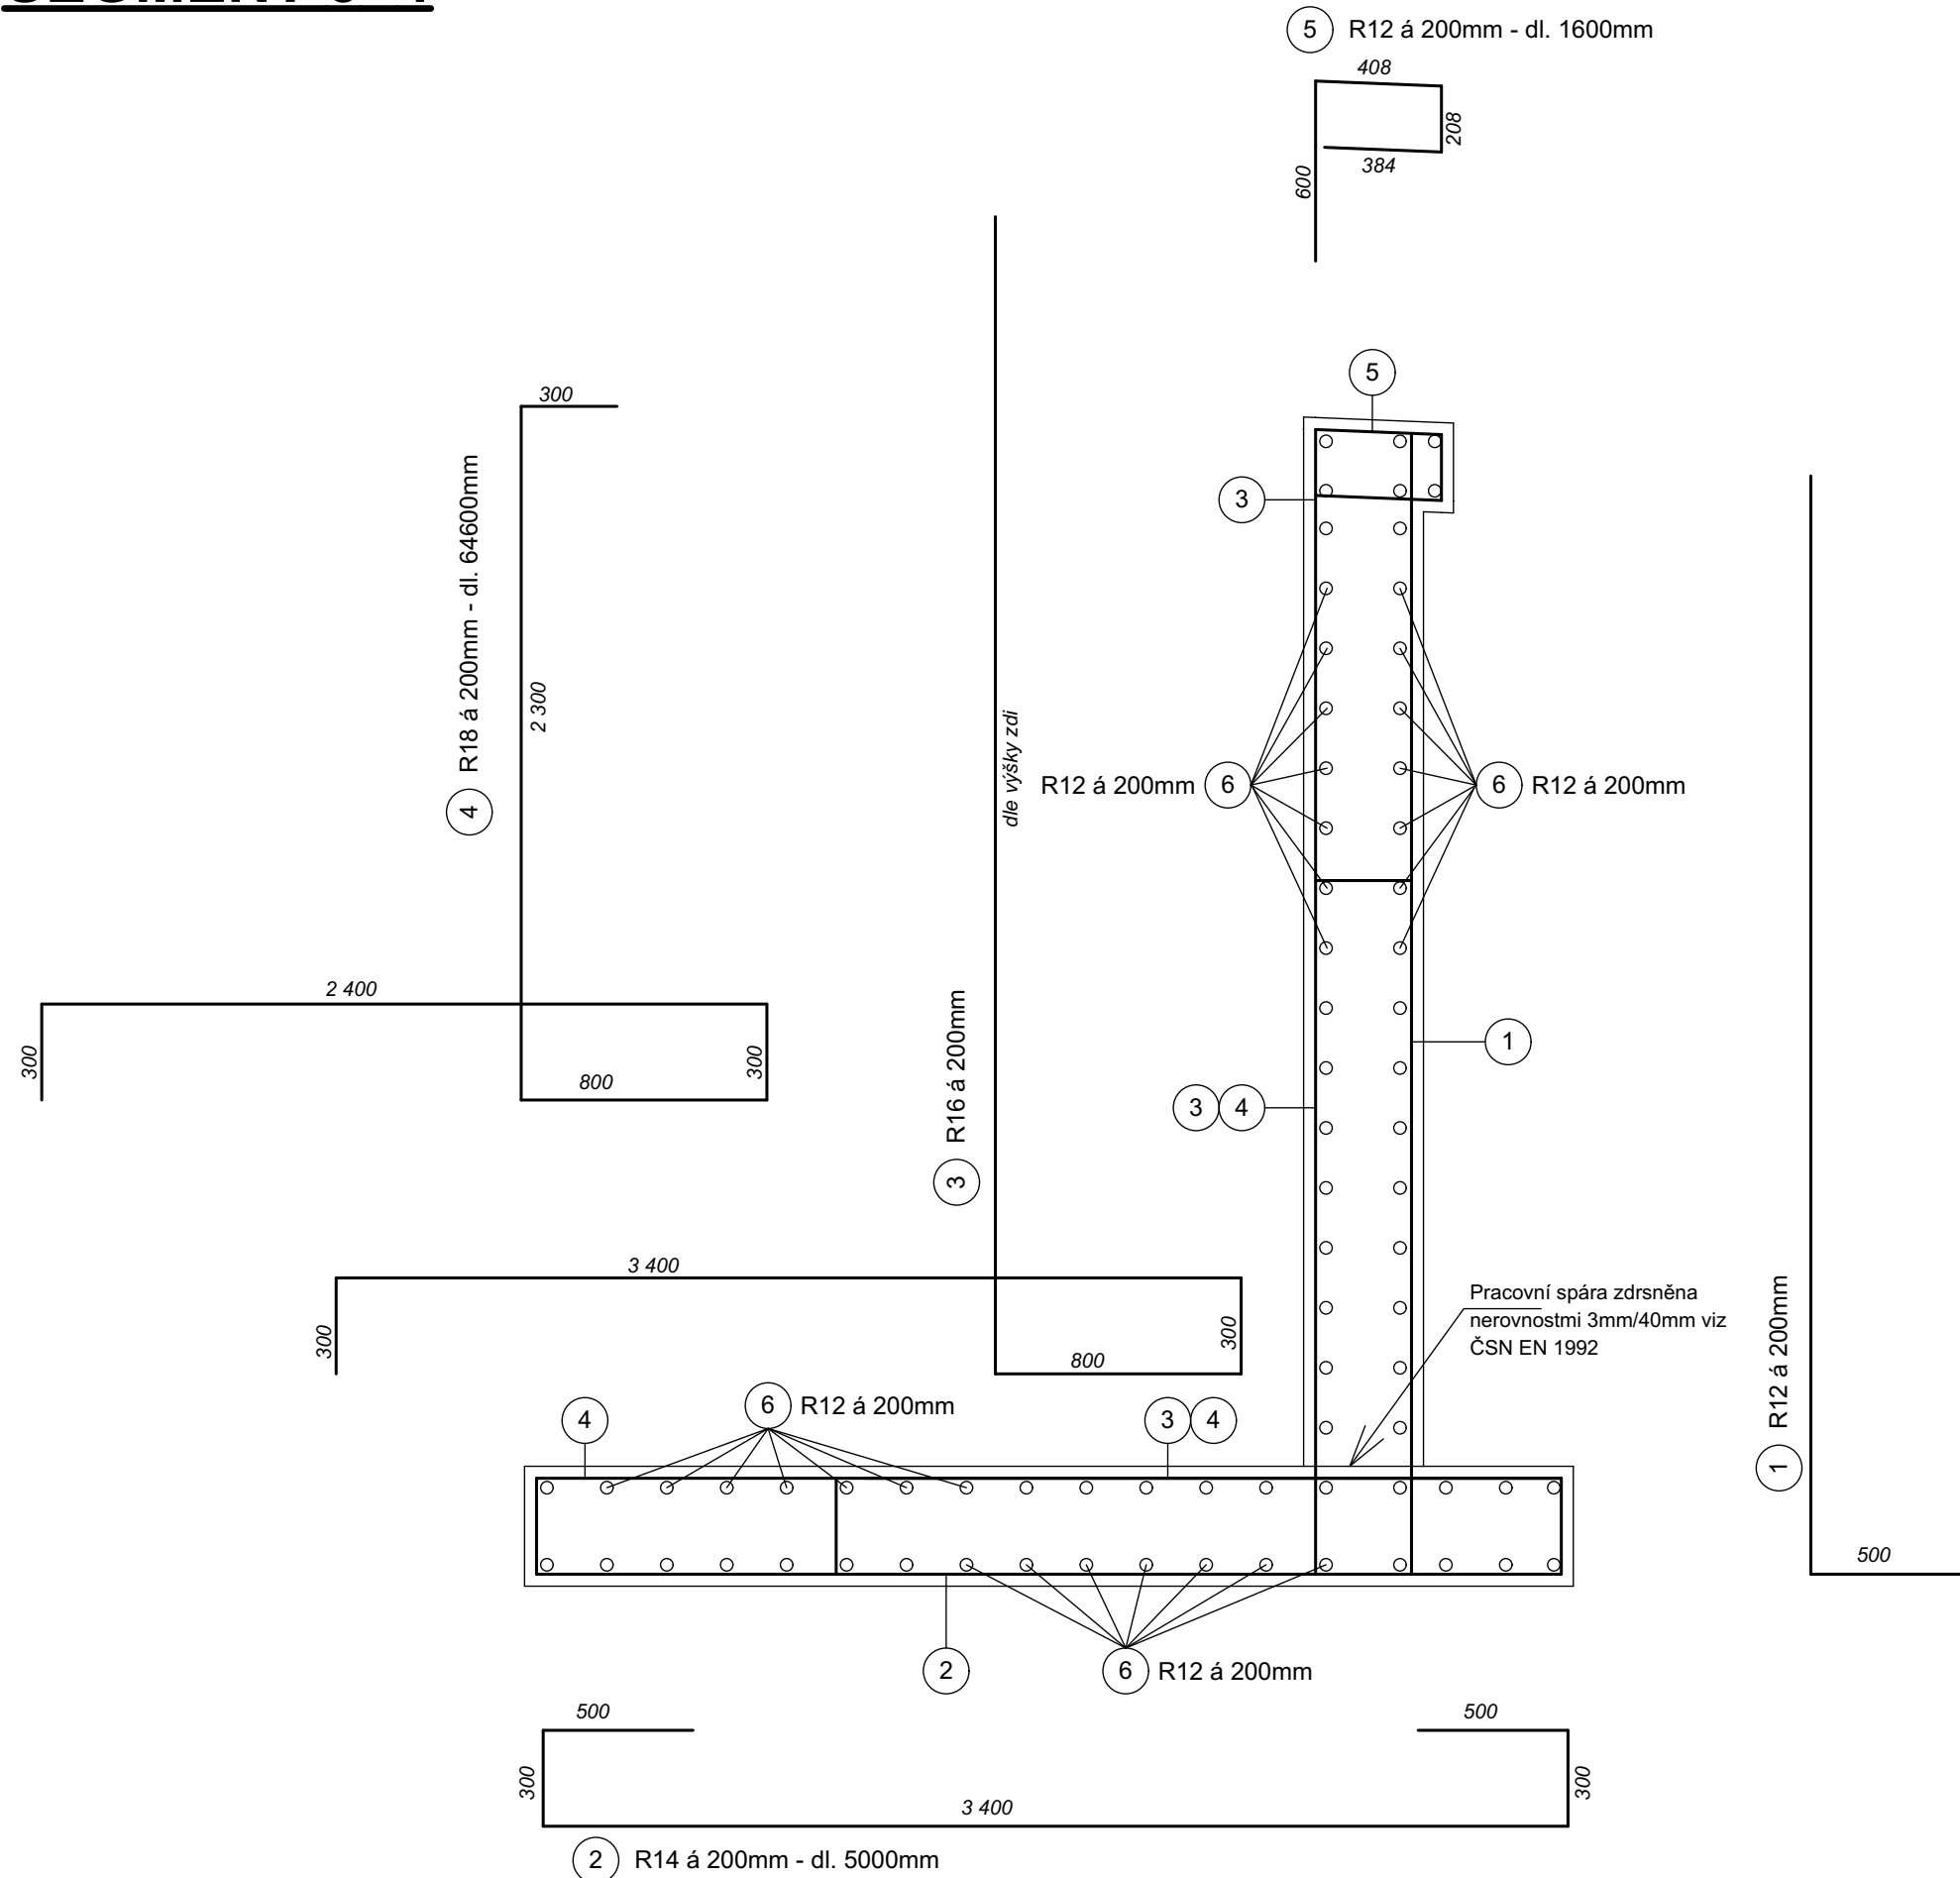 5 R12 á 200mm - dl. 1600mm
408
208
384
600
5
300
3
4 R18 á 200mm - dl. 64600mm
2 300
dle výšky zdi
R12 á 200mm 6
6 R12 á 200mm
2 400
300
300
800
1
3 R16 á 200mm
3 4
3 400
300
300
800
Pracovní spára zdrsněna
nerovnostmi 3mm/40mm viz
ČSN EN 1992
1 R12 á 200mm
500
4
6 R12 á 200mm
3 4
2
6 R12 á 200mm
500
500
300
300
3 400
2 R14 á 200mm - dl. 5000mm